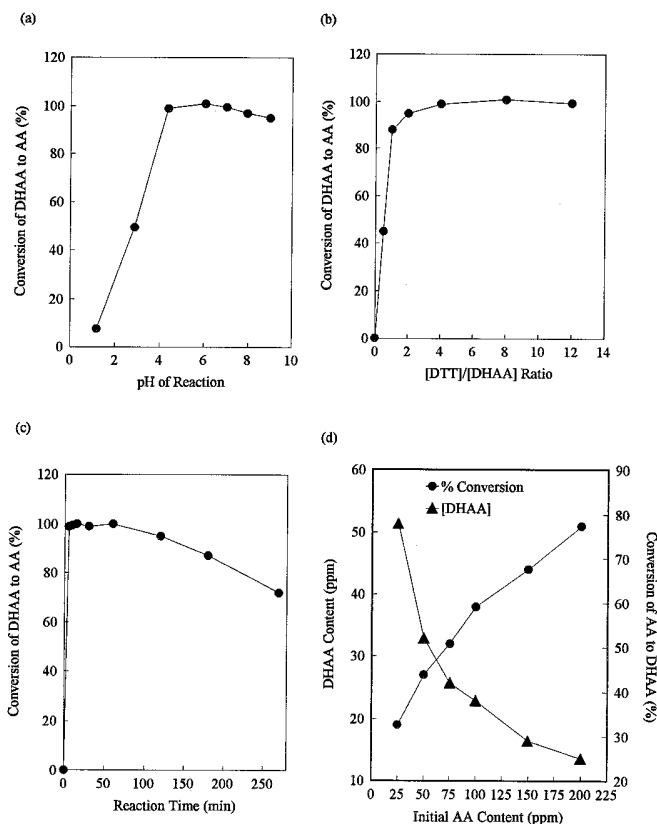 (a)
Conversion of DHAA to AA (%)
120
100
80
60
40
20
0
0 2 4 6 8 10
pH of Reaction
(b)
Conversion of DHAA to AA (%)
120
100
80
60
40
20
0
0 2 4 6 8 10 12 14
[DTT]/[DHAA] Ratio
(c)
Conversion of DHAA to AA (%)
120
100
80
60
40
20
0
0 50 100 150 200 250
Reaction Time (min)
(d)
% Conversion
[DHAA]
DHAA Content (ppm)
60
50
40
30
20
10
90
80
70
60
50
40
30
20
Conversion of AA to DHAA (%)
0 25 50 75 100 125 150 175 200 225
Initial AA Content (ppm)